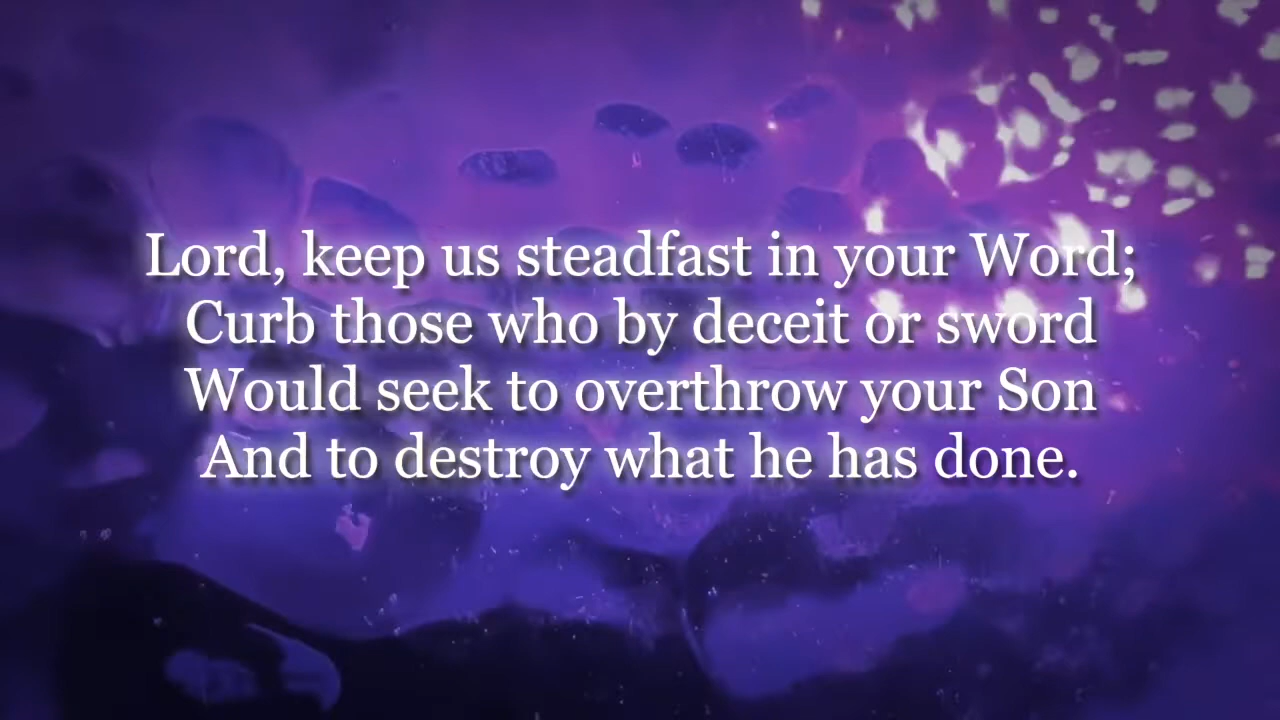 Lord, keep us steadfast in your Word;
Curb those who by deceit or sword
Would seek to overthrow your Son
And to destroy what he has done.